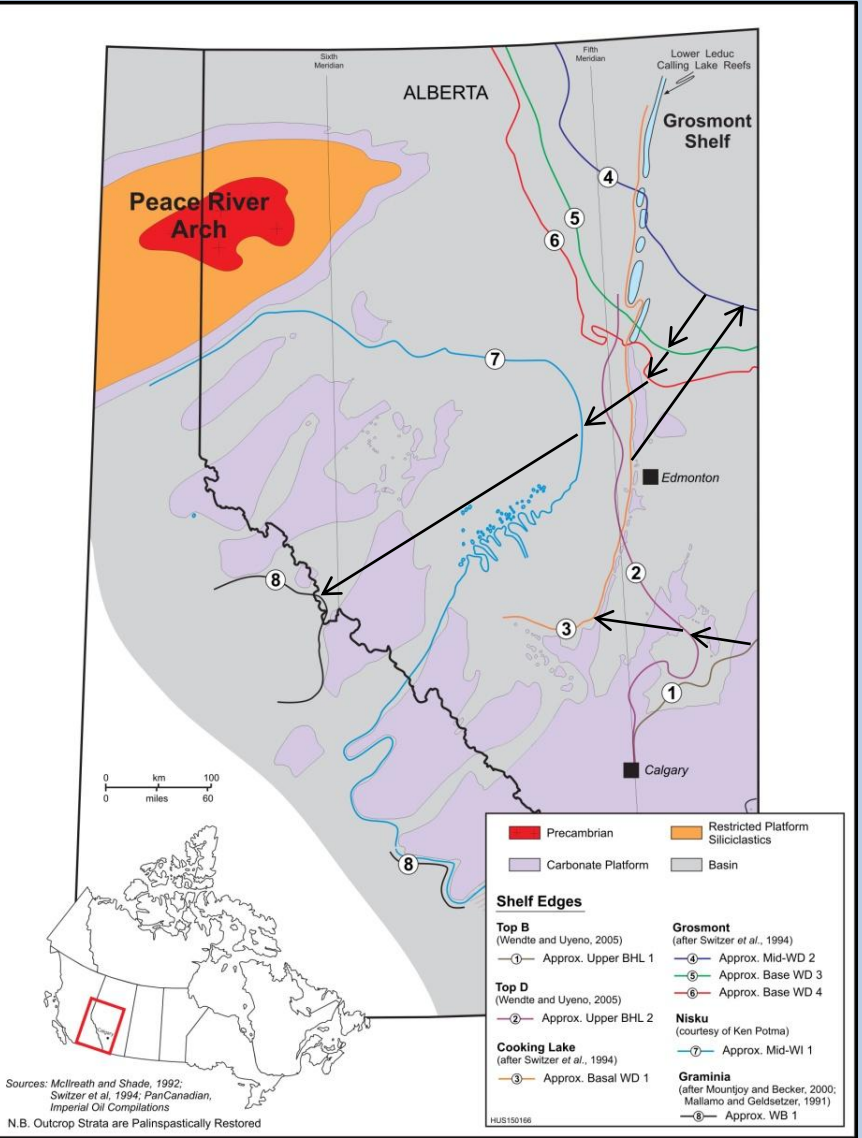 Sixth
Meridian
ALBERTA
Fifth
Meridian
Lower Leduc
Calling Lake Reefs
Grosmont
Shelf
Peace River
Arch
4
5
6
7
Edmonton
8
2
3
1
Calgary
0 km 100
0 miles 60
8
Precambrian
Restricted Platform
Siliciclastics
Carbonate Platform
Basin
Shelf Edges
Top B
(Wendte and Uyeno, 2005)
1 Approx. Upper BHL 1
Top D
(Wendte and Uyeno, 2005)
2 Approx. Upper BHL 2
Cooking Lake
(after Switzer et al., 1994)
3 Approx. Basal WD 1
Grosmont
(after Switzer et al., 1994)
4 Approx. Mid-WD 2
5 Approx. Base WD 3
6 Approx. Base WD 4
Nisku
(courtesy of Ken Potma)
7 Approx. Mid-WI 1
Graminia
(after Mountjoy and Becker, 2000;
Mallamo and Geldsetzer, 1991)
8 Approx. WB 1
HUS150166
Calgary
Sources: McIlreath and Shade, 1992;
Switzer et al, 1994; PanCanadian,
Imperial Oil Compilations
N.B. Outcrop Strata are Palinspastically Restored